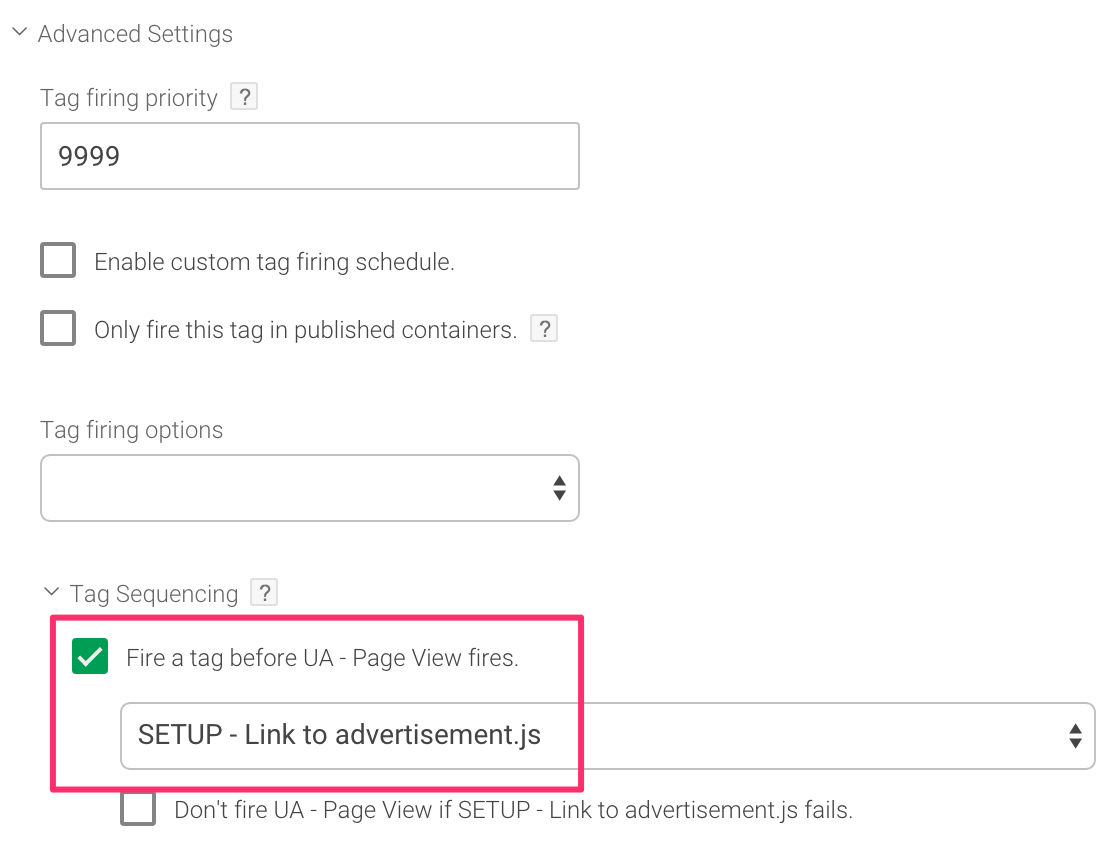 Advanced Settings
Tag firing priority ?
9999
Enable custom tag firing schedule.
Only fire this tag in published containers. ?
Tag firing options
Tag Sequencing ?
Fire a tag before UA - Page View fires.
SETUP - Link to advertisement.js
Don't fire UA - Page View if SETUP - Link to advertisement.js fails.